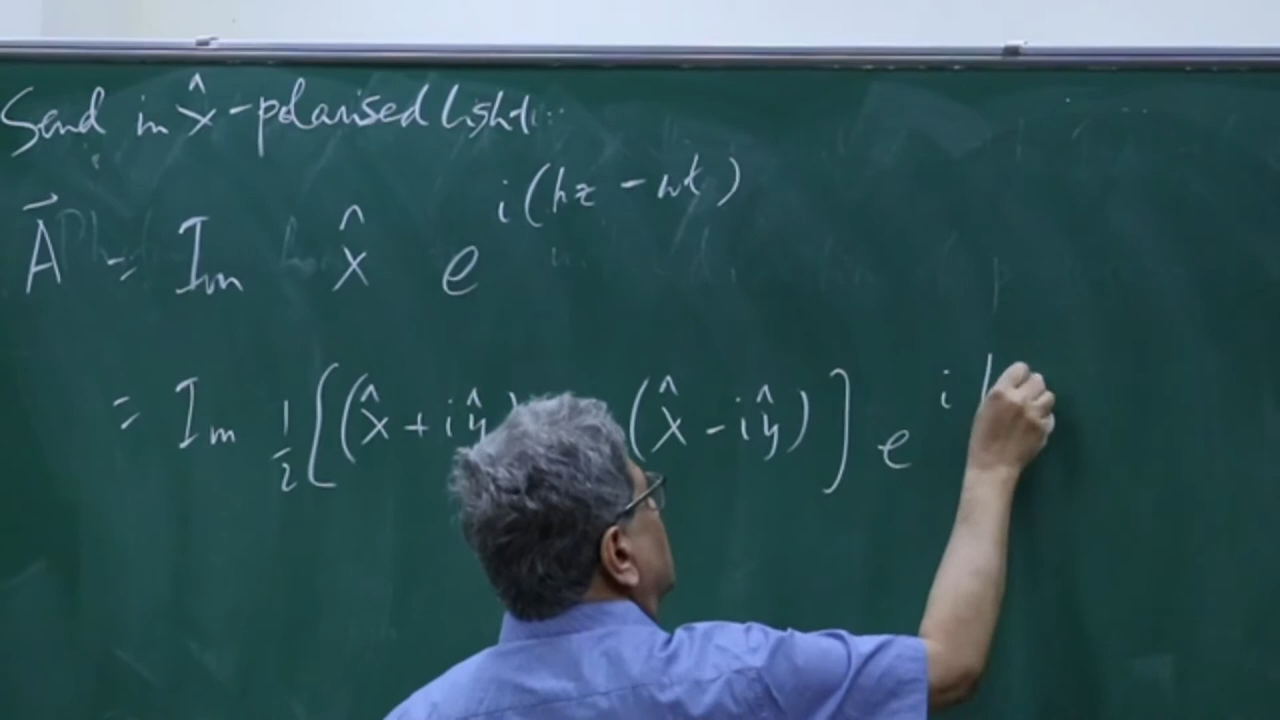 Send in x̂-polarised light:
i(kz - wt)
A⃗ = Im x̂ e
= Im 1/2 [(x̂ + iŷ) (x̂ - iŷ)] e i